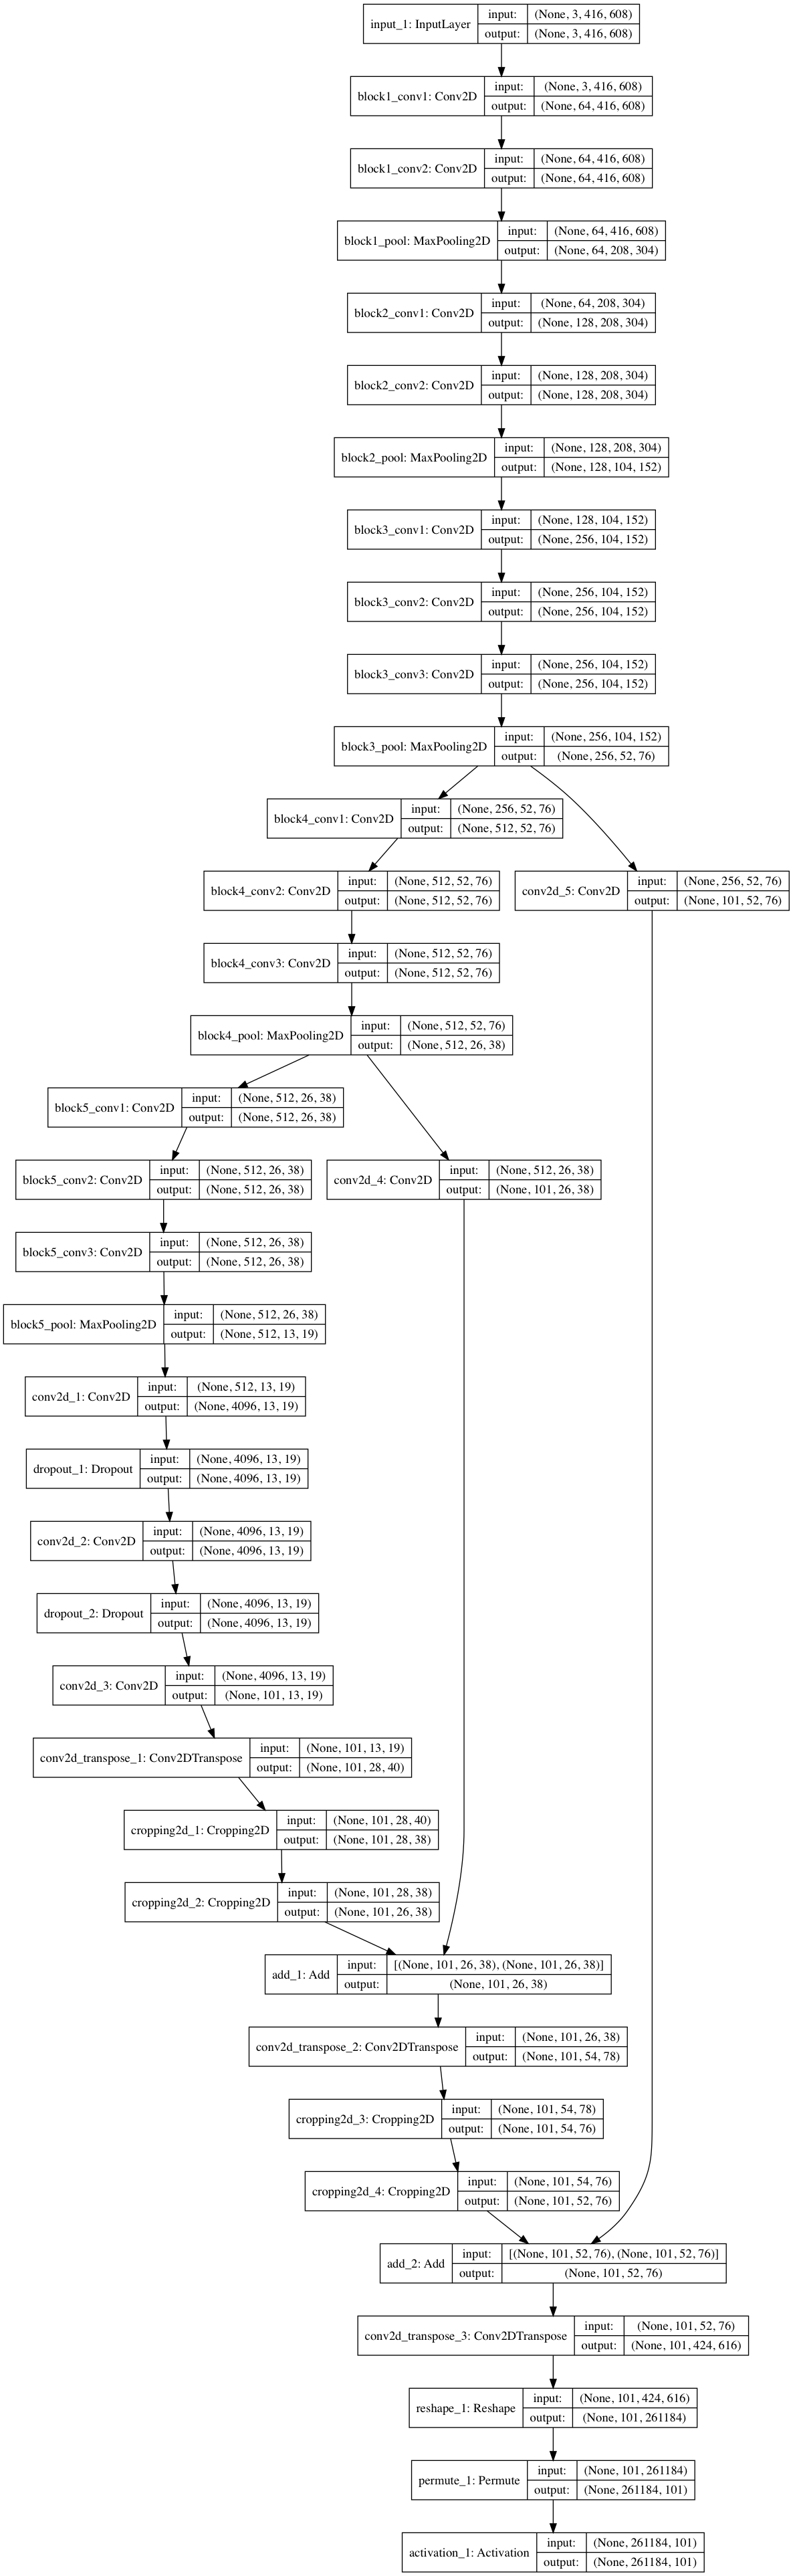 input_1: InputLayer
input: (None, 3, 416, 608)
output: (None, 3, 416, 608)
block1_conv1: Conv2D
input: (None, 3, 416, 608)
output: (None, 64, 416, 608)
block1_conv2: Conv2D
input: (None, 64, 416, 608)
output: (None, 64, 416, 608)
block1_pool: MaxPooling2D
input: (None, 64, 416, 608)
output: (None, 64, 208, 304)
block2_conv1: Conv2D
input: (None, 64, 208, 304)
output: (None, 128, 208, 304)
block2_conv2: Conv2D
input: (None, 128, 208, 304)
output: (None, 128, 208, 304)
block2_pool: MaxPooling2D
input: (None, 128, 208, 304)
output: (None, 128, 104, 152)
block3_conv1: Conv2D
input: (None, 128, 104, 152)
output: (None, 256, 104, 152)
block3_conv2: Conv2D
input: (None, 256, 104, 152)
output: (None, 256, 104, 152)
block3_conv3: Conv2D
input: (None, 256, 104, 152)
output: (None, 256, 104, 152)
block3_pool: MaxPooling2D
input: (None, 256, 104, 152)
output: (None, 256, 52, 76)
block4_conv1: Conv2D
input: (None, 256, 52, 76)
output: (None, 512, 52, 76)
block4_conv2: Conv2D
input: (None, 512, 52, 76)
output: (None, 512, 52, 76)
conv2d_5: Conv2D
input: (None, 256, 52, 76)
output: (None, 101, 52, 76)
block4_conv3: Conv2D
input: (None, 512, 52, 76)
output: (None, 512, 52, 76)
block4_pool: MaxPooling2D
input: (None, 512, 52, 76)
output: (None, 512, 26, 38)
block5_conv1: Conv2D
input: (None, 512, 26, 38)
output: (None, 512, 26, 38)
block5_conv2: Conv2D
input: (None, 512, 26, 38)
output: (None, 512, 26, 38)
conv2d_4: Conv2D
input: (None, 512, 26, 38)
output: (None, 101, 26, 38)
block5_conv3: Conv2D
input: (None, 512, 26, 38)
output: (None, 512, 26, 38)
block5_pool: MaxPooling2D
input: (None, 512, 26, 38)
output: (None, 512, 13, 19)
conv2d_1: Conv2D
input: (None, 512, 13, 19)
output: (None, 4096, 13, 19)
dropout_1: Dropout
input: (None, 4096, 13, 19)
output: (None, 4096, 13, 19)
conv2d_2: Conv2D
input: (None, 4096, 13, 19)
output: (None, 4096, 13, 19)
dropout_2: Dropout
input: (None, 4096, 13, 19)
output: (None, 4096, 13, 19)
conv2d_3: Conv2D
input: (None, 4096, 13, 19)
output: (None, 101, 13, 19)
conv2d_transpose_1: Conv2DTranspose
input: (None, 101, 13, 19)
output: (None, 101, 28, 40)
cropping2d_1: Cropping2D
input: (None, 101, 28, 40)
output: (None, 101, 28, 38)
cropping2d_2: Cropping2D
input: (None, 101, 28, 38)
output: (None, 101, 26, 38)
add_1: Add
input: [(None, 101, 26, 38), (None, 101, 26, 38)]
output: (None, 101, 26, 38)
conv2d_transpose_2: Conv2DTranspose
input: (None, 101, 26, 38)
output: (None, 101, 54, 78)
cropping2d_3: Cropping2D
input: (None, 101, 54, 78)
output: (None, 101, 54, 76)
cropping2d_4: Cropping2D
input: (None, 101, 54, 76)
output: (None, 101, 52, 76)
add_2: Add
input: [(None, 101, 52, 76), (None, 101, 52, 76)]
output: (None, 101, 52, 76)
conv2d_transpose_3: Conv2DTranspose
input: (None, 101, 52, 76)
output: (None, 101, 424, 616)
reshape_1: Reshape
input: (None, 101, 424, 616)
output: (None, 101, 261184)
permute_1: Permute
input: (None, 101, 261184)
output: (None, 261184, 101)
activation_1: Activation
input: (None, 261184, 101)
output: (None, 261184, 101)